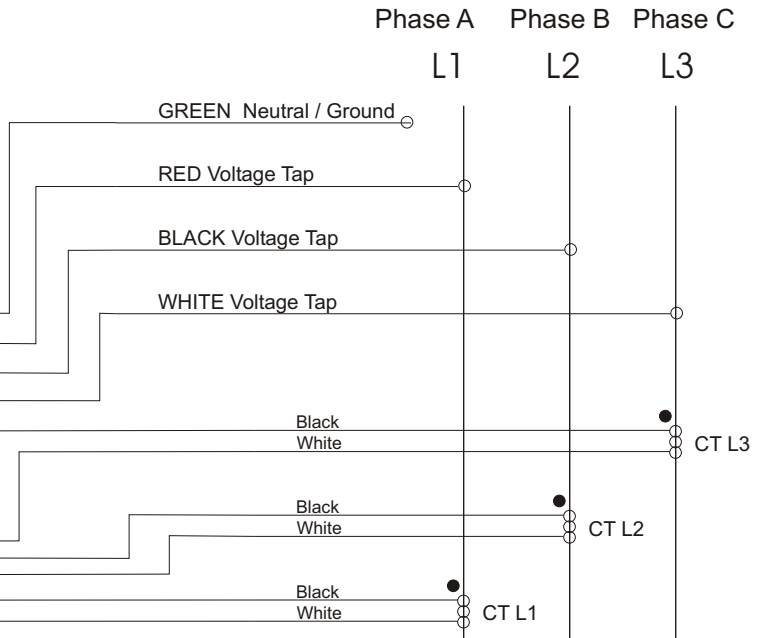 Phase A Phase B Phase C
L1 L2 L3
GREEN Neutral / Ground
RED Voltage Tap
BLACK Voltage Tap
WHITE Voltage Tap
Black
White
CT L3
Black
White
CT L2
Black
White
CT L1